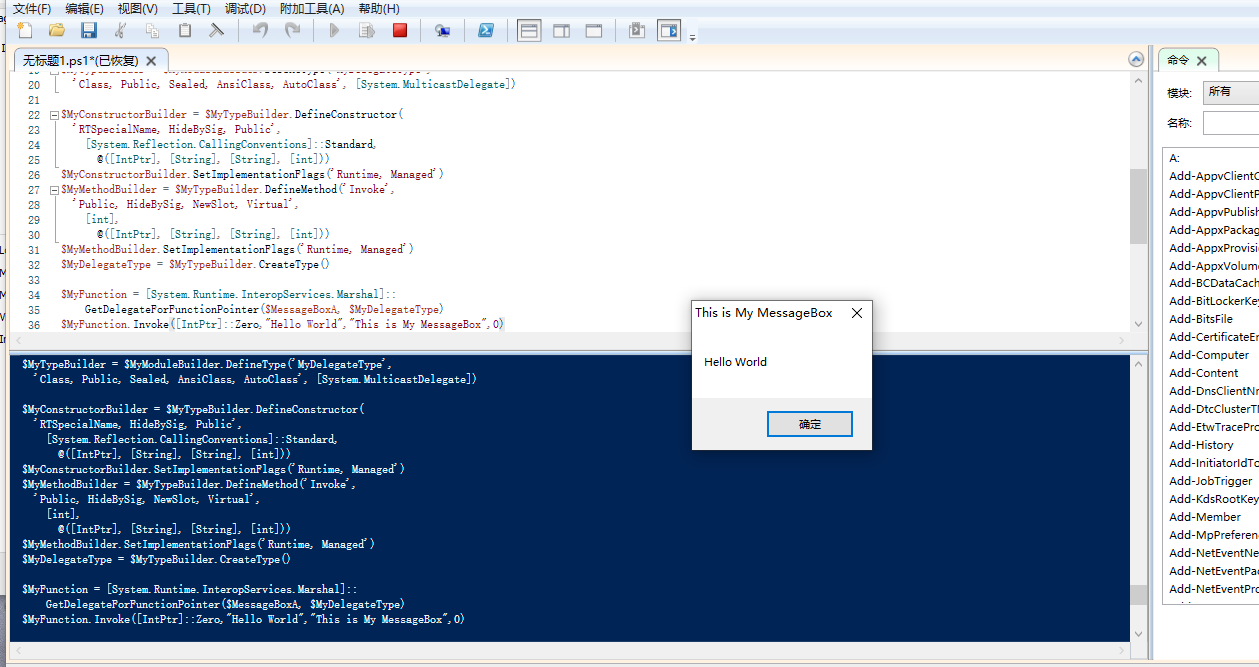 文件(F) 编辑(E) 视图(V) 工具(T) 调试(D) 附加工具(A) 帮助(H)
无标题1.ps1*(已恢复)
20 'Class, Public, Sealed, AnsiClass, AutoClass', [System.MulticastDelegate])
21
22 $MyConstructorBuilder = $MyTypeBuilder.DefineConstructor(
23 'RTSpecialName, HideBySig, Public',
24 [System.Reflection.CallingConventions]::Standard,
25 @([IntPtr], [String], [String], [int]))
26 $MyConstructorBuilder.SetImplementationFlags('Runtime, Managed')
27 $MyMethodBuilder = $MyTypeBuilder.DefineMethod('Invoke',
28 'Public, HideBySig, NewSlot, Virtual',
29 [int],
30 @([IntPtr], [String], [String], [int]))
31 $MyMethodBuilder.SetImplementationFlags('Runtime, Managed')
32 $MyDelegateType = $MyTypeBuilder.CreateType()
33
34 $MyFunction = [System.Runtime.InteropServices.Marshal]::
35 GetDelegateForFunctionPointer($MessageBoxA, $MyDelegateType)
36 $MyFunction.Invoke([IntPtr]::Zero,"Hello World","This is My MessageBox",0)
$MyTypeBuilder = $MyModuleBuilder.DefineType('MyDelegateType',
'Class, Public, Sealed, AnsiClass, AutoClass', [System.MulticastDelegate])
$MyConstructorBuilder = $MyTypeBuilder.DefineConstructor(
'RTSpecialName, HideBySig, Public',
[System.Reflection.CallingConventions]::Standard,
@([IntPtr], [String], [String], [int]))
$MyConstructorBuilder.SetImplementationFlags('Runtime, Managed')
$MyMethodBuilder = $MyTypeBuilder.DefineMethod('Invoke',
'Public, HideBySig, NewSlot, Virtual',
[int],
@([IntPtr], [String], [String], [int]))
$MyMethodBuilder.SetImplementationFlags('Runtime, Managed')
$MyDelegateType = $MyTypeBuilder.CreateType()
$MyFunction = [System.Runtime.InteropServices.Marshal]::
GetDelegateForFunctionPointer($MessageBoxA, $MyDelegateType)
$MyFunction.Invoke([IntPtr]::Zero,"Hello World","This is My MessageBox",0)
This is My MessageBox
Hello World
确定
命令
模块: 所有
名称:
A:
Add-AppvClientC
Add-AppvClientP
Add-AppvPublish
Add-AppxPackag
Add-AppxProvisi
Add-AppxVolum
Add-BCDataCach
Add-BitLockerKey
Add-BitsFile
Add-CertificateEn
Add-Computer
Add-Content
Add-DnsClientNr
Add-DtcClusterT
Add-EtwTracePro
Add-History
Add-InitiatorIdTo
Add-JobTrigger
Add-KdsRootKey
Add-Member
Add-MpPreferen
Add-NetEventNe
Add-NetEventPac
Add-NetEventPro